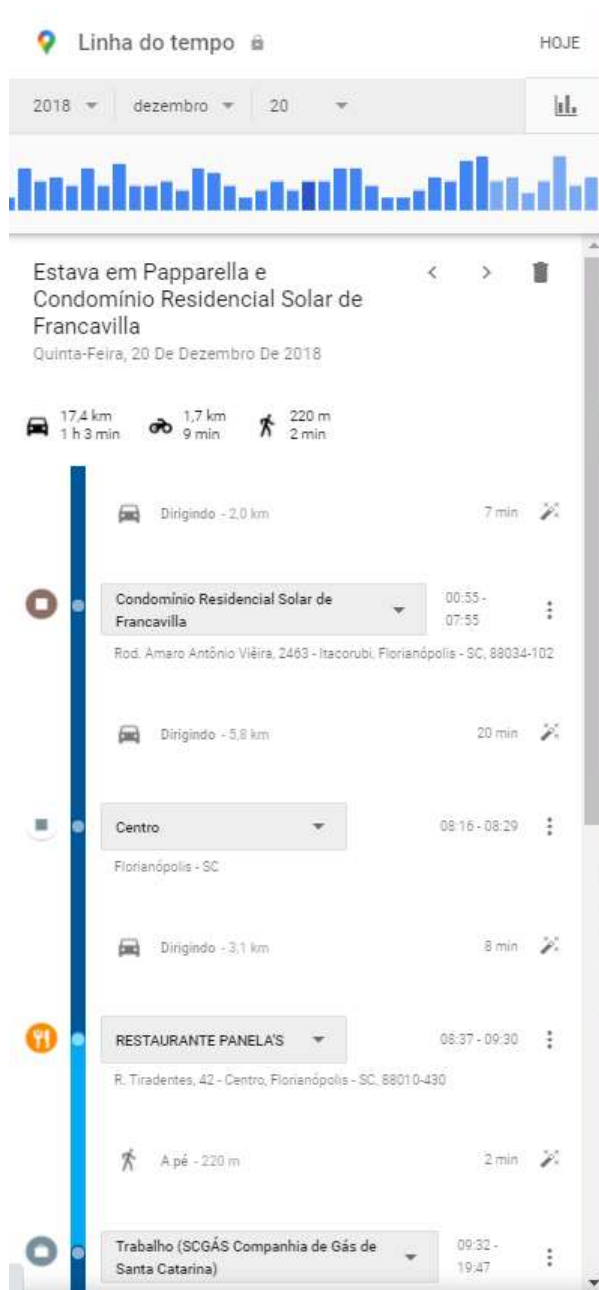 Linha do tempo
HOJE
2018 dezembro 20
Estava em Papparella e
Condomínio Residencial Solar de
Francavilla
Quinta-Feira, 20 De Dezembro De 2018
17,4 km 1,7 km 220 m
1 h 3 min 9 min 2 min
Dirigindo - 2,0 km 7 min
Condomínio Residencial Solar de
Francavilla
00:55 -
07:55
Rod. Amaro Antônio Viêira, 2463 - Itacorubi, Florianópolis - SC, 88034-102
Dirigindo - 5,8 km 20 min
Centro 08:16 - 08:29
Florianópolis - SC
Dirigindo - 3,1 km 8 min
RESTAURANTE PANELA'S 08:37 - 09:30
R. Tiradentes, 42 - Centro, Florianópolis - SC, 88010-430
A pé - 220 m 2 min
Trabalho (SCGÁS Companhia de Gás de
Santa Catarina)
09:32 -
19:47